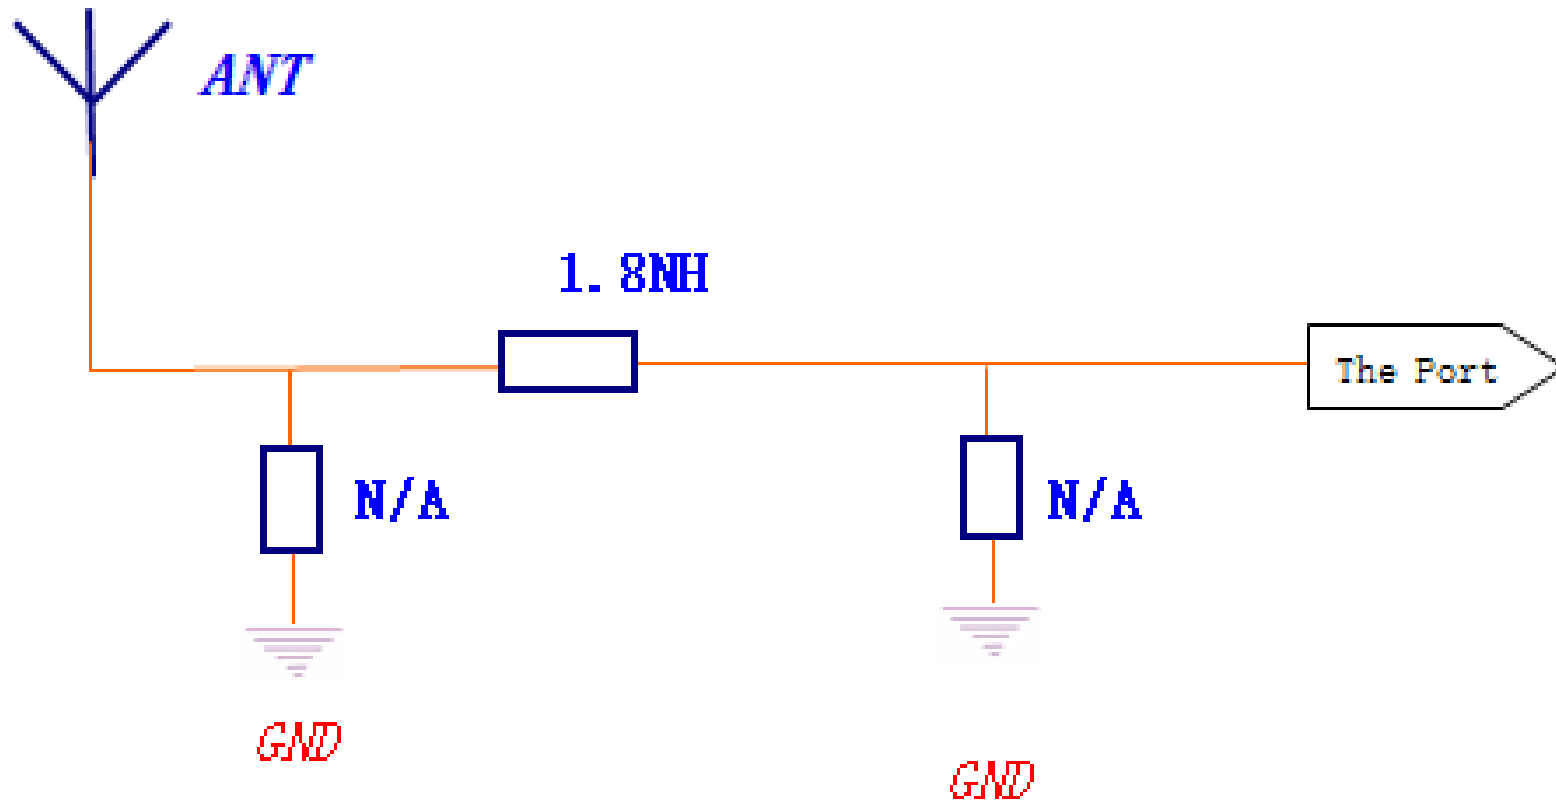 ANT
1.8NH
The Port
N/A
N/A
GND
GND